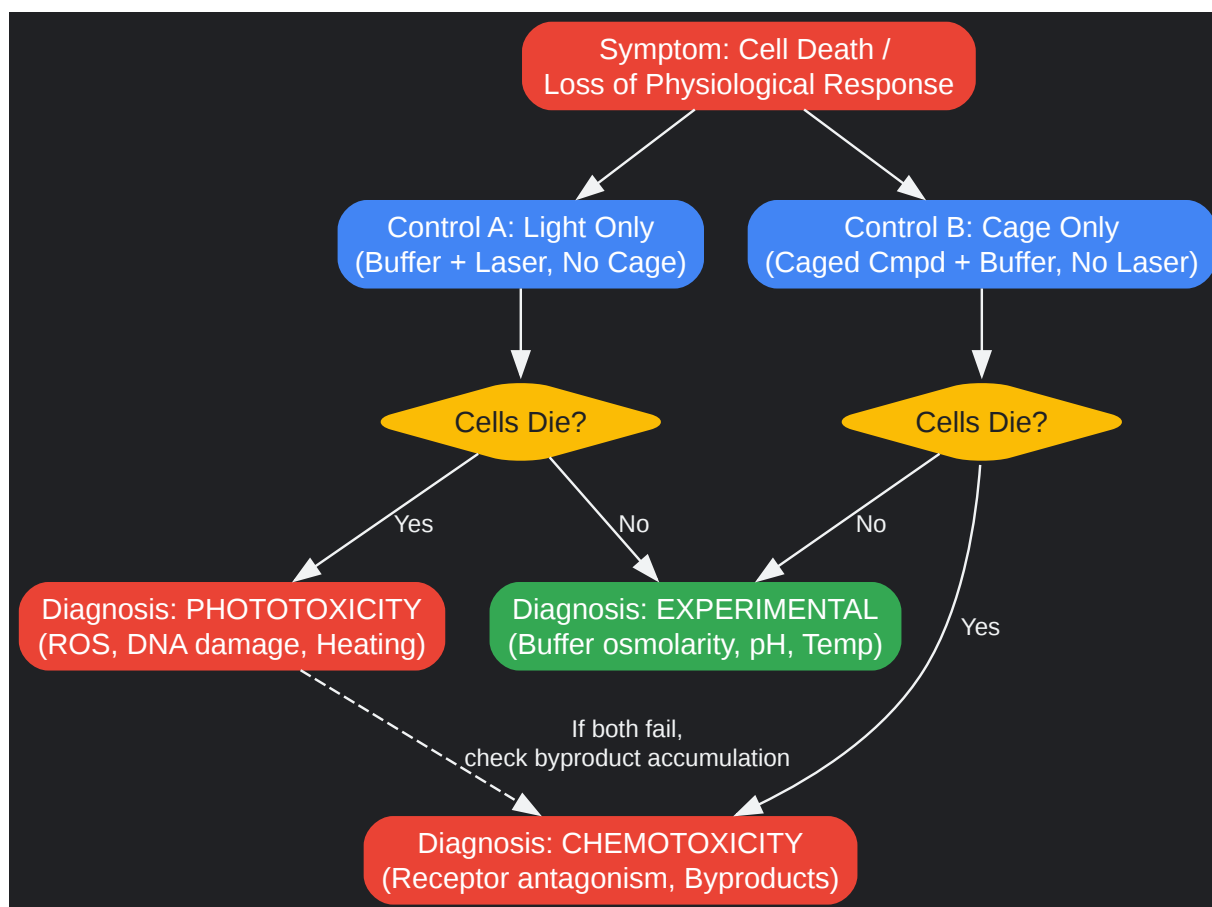 Symptom: Cell Death /
Loss of Physiological Response
Control A: Light Only
(Buffer + Laser, No Cage)
Control B: Cage Only
(Caged Cmpd + Buffer, No Laser)
Cells Die?
Cells Die?
Yes
No
No
Yes
Diagnosis: PHOTOTOXICITY
(ROS, DNA damage, Heating)
Diagnosis: EXPERIMENTAL
(Buffer osmolarity, pH, Temp)
If both fail,
check byproduct accumulation
Diagnosis: CHEMOTOXICITY
(Receptor antagonism, Byproducts)